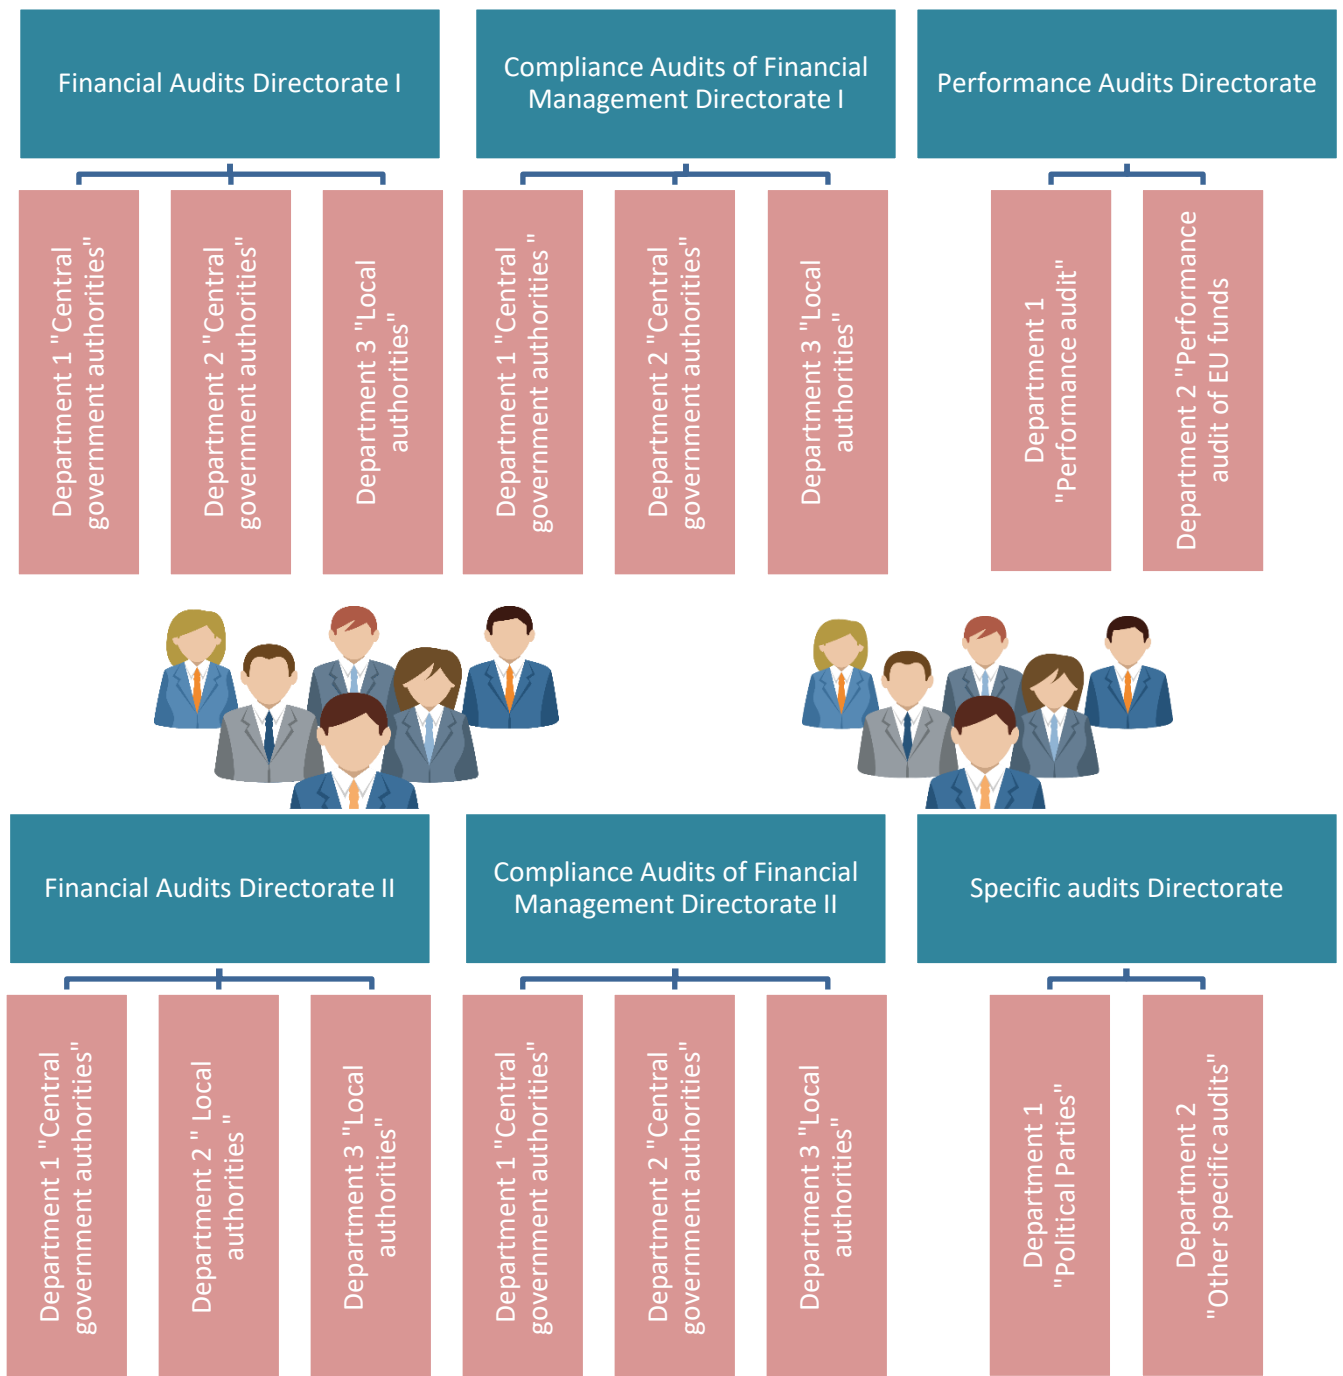 Financial Audits Directorate I
Compliance Audits of Financial
Management Directorate I
Performance Audits Directorate
Department 1 "Central
government authorities"
Department 2 "Central
government authorities"
Department 3 "Local
authorities"
Department 1 "Central
government authorities "
Department 2 "Central
government authorities"
Department 3 "Local
authorities"
Department 1
"Performance audit"
Department 2 "Performance
audit of EU funds
Financial Audits Directorate II
Compliance Audits of Financial
Management Directorate II
Specific audits Directorate
Department 1 "Central
government authorities"
Department 2 " Local
authorities "
Department 3 "Local
authorities"
Department 1 "Central
government authorities"
Department 2 "Central
government authorities"
Department 3 "Local
authorities"
Department 1
"Political Parties"
Department 2
"Other specific audits"